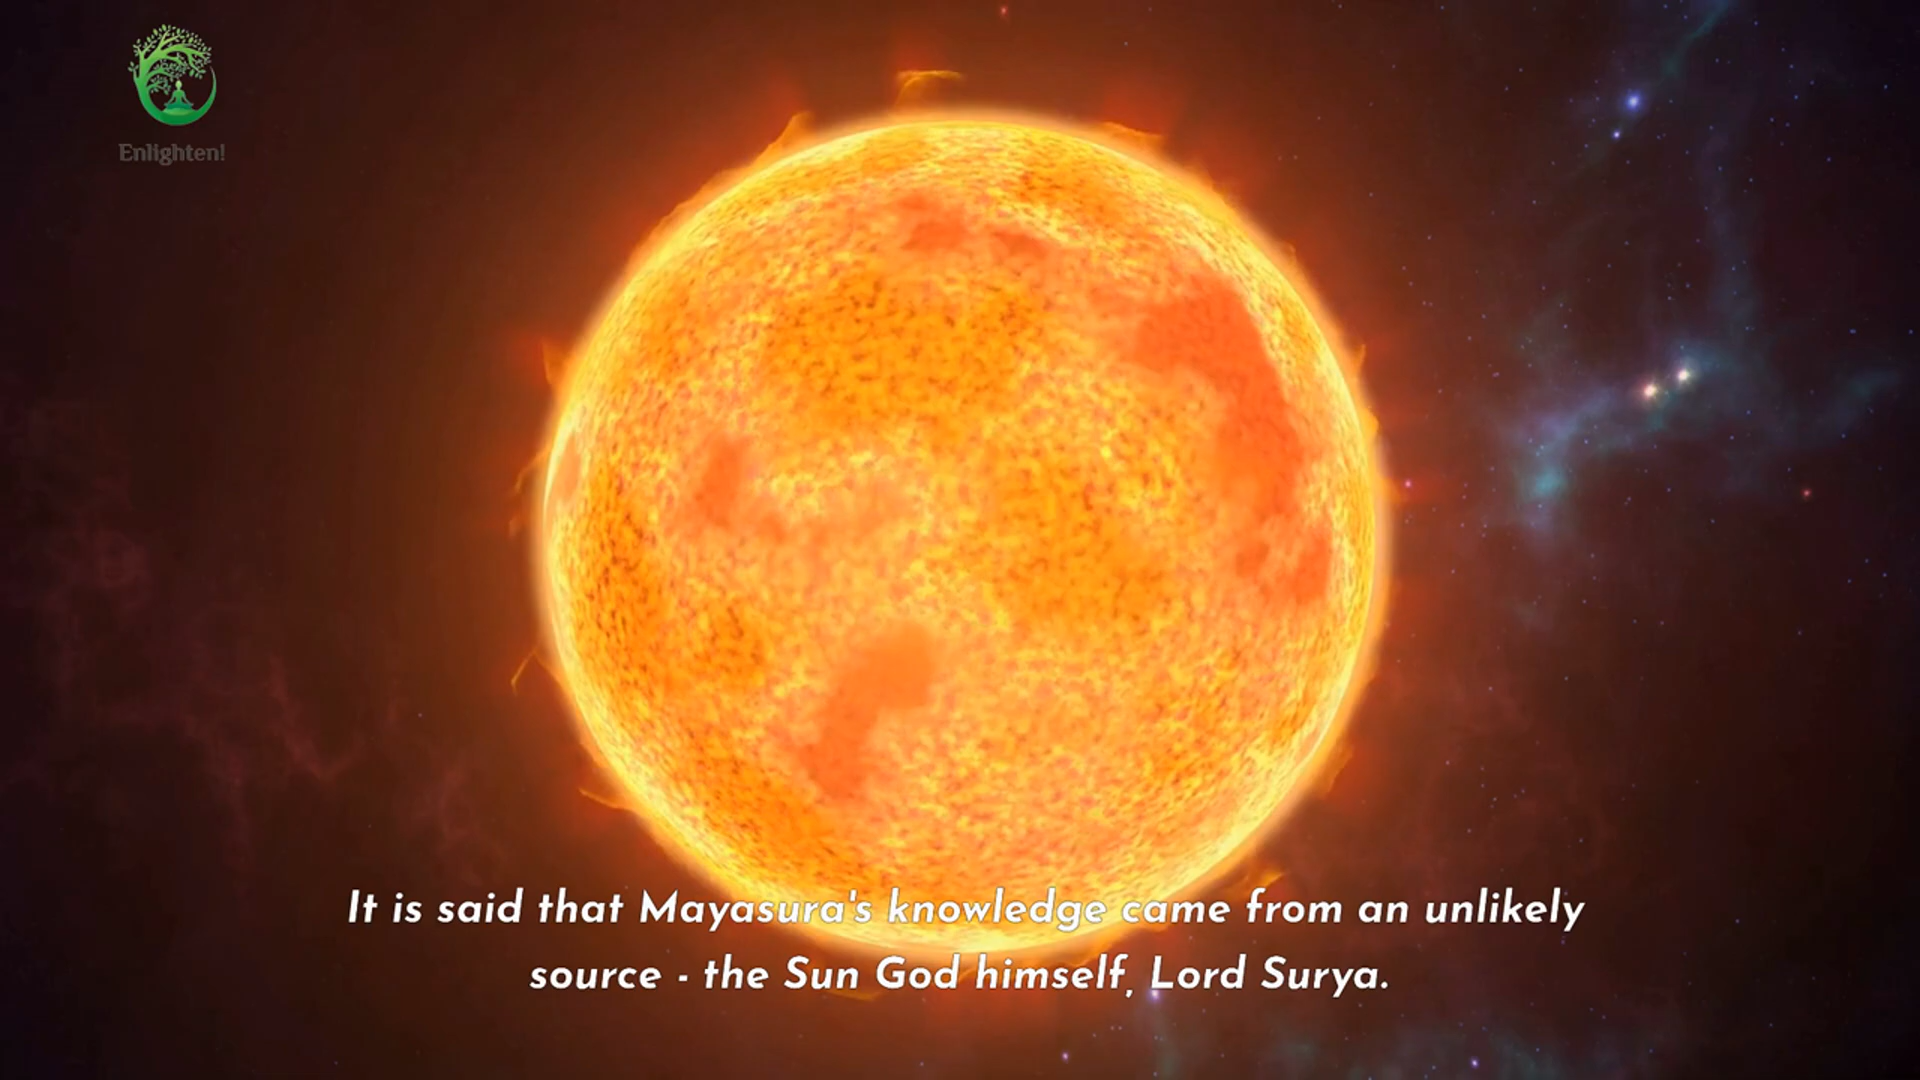 Enlighten!
It is said that Mayasura's knowledge came from an unlikely
source - the Sun God himself, Lord Surya.